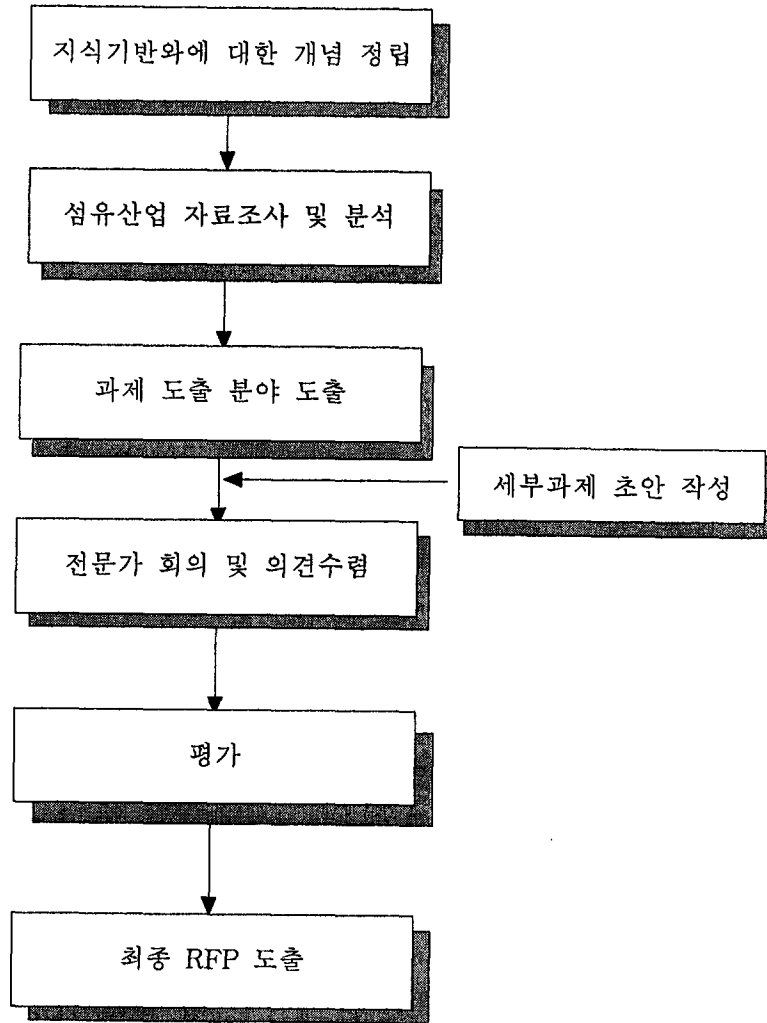 지식기반와에 대한 개념 정립
섬유산업 자료조사 및 분석
과제 도출 분야 도출
세부과제 초안 작성
전문가 회의 및 의견수렴
평가
최종 RFP 도출